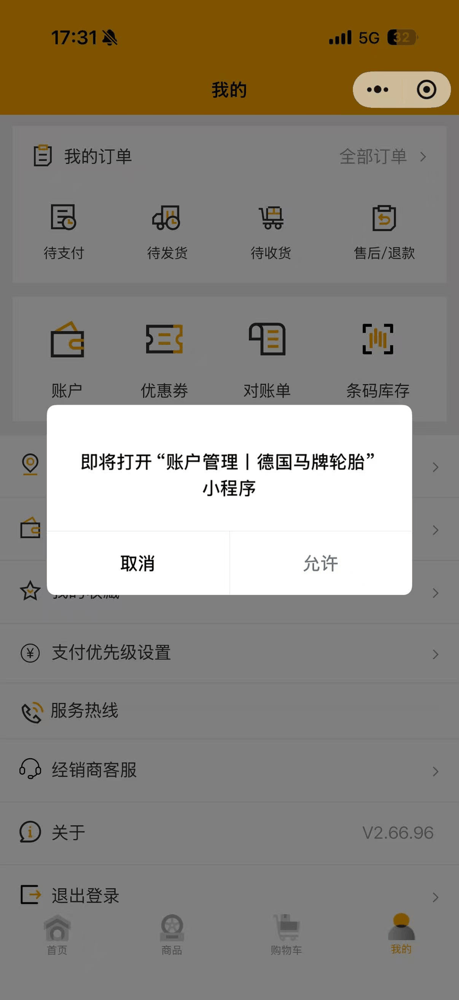 17:31
5G
32
我的
我的订单
全部订单
待支付
待发货
待收货
售后/退款
账户
优惠券
对账单
条码库存
即将打开“账户管理丨德国马牌轮胎”
小程序
取消
允许
支付优先级设置
服务热线
经销商客服
关于
V2.66.96
退出登录
首页
商品
购物车
我的